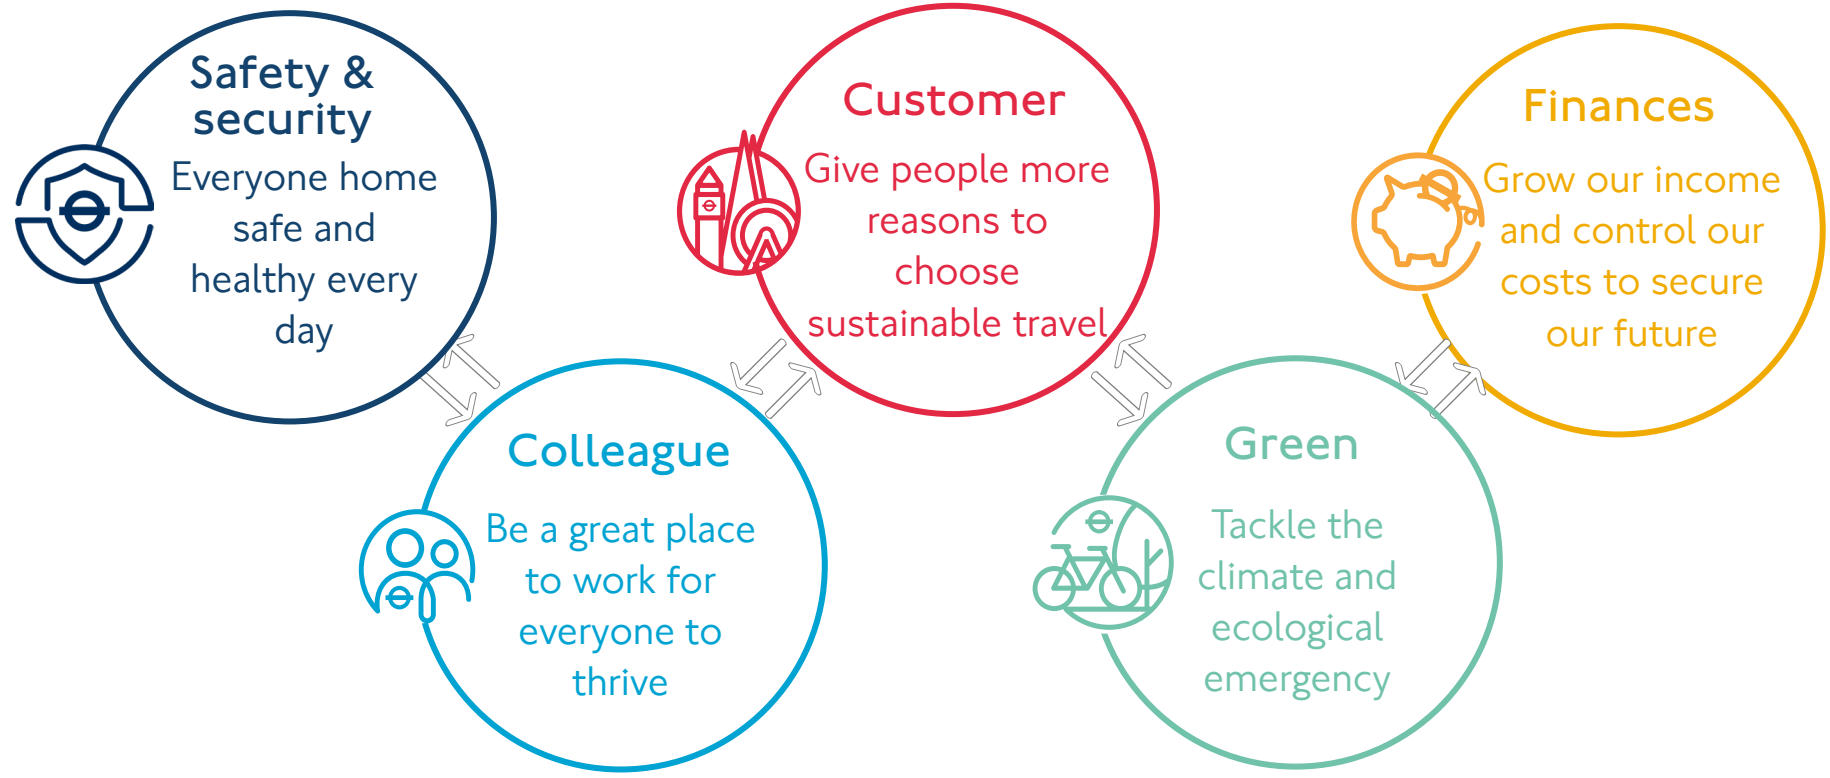 Safety &
security
Everyone home
safe and
healthy every
day
Colleague
Be a great place
to work for
everyone to
thrive
Customer
Give people more
reasons to
choose
sustainable travel
Green
Tackle the
climate and
ecological
emergency
Finances
Grow our income
and control our
costs to secure
our future